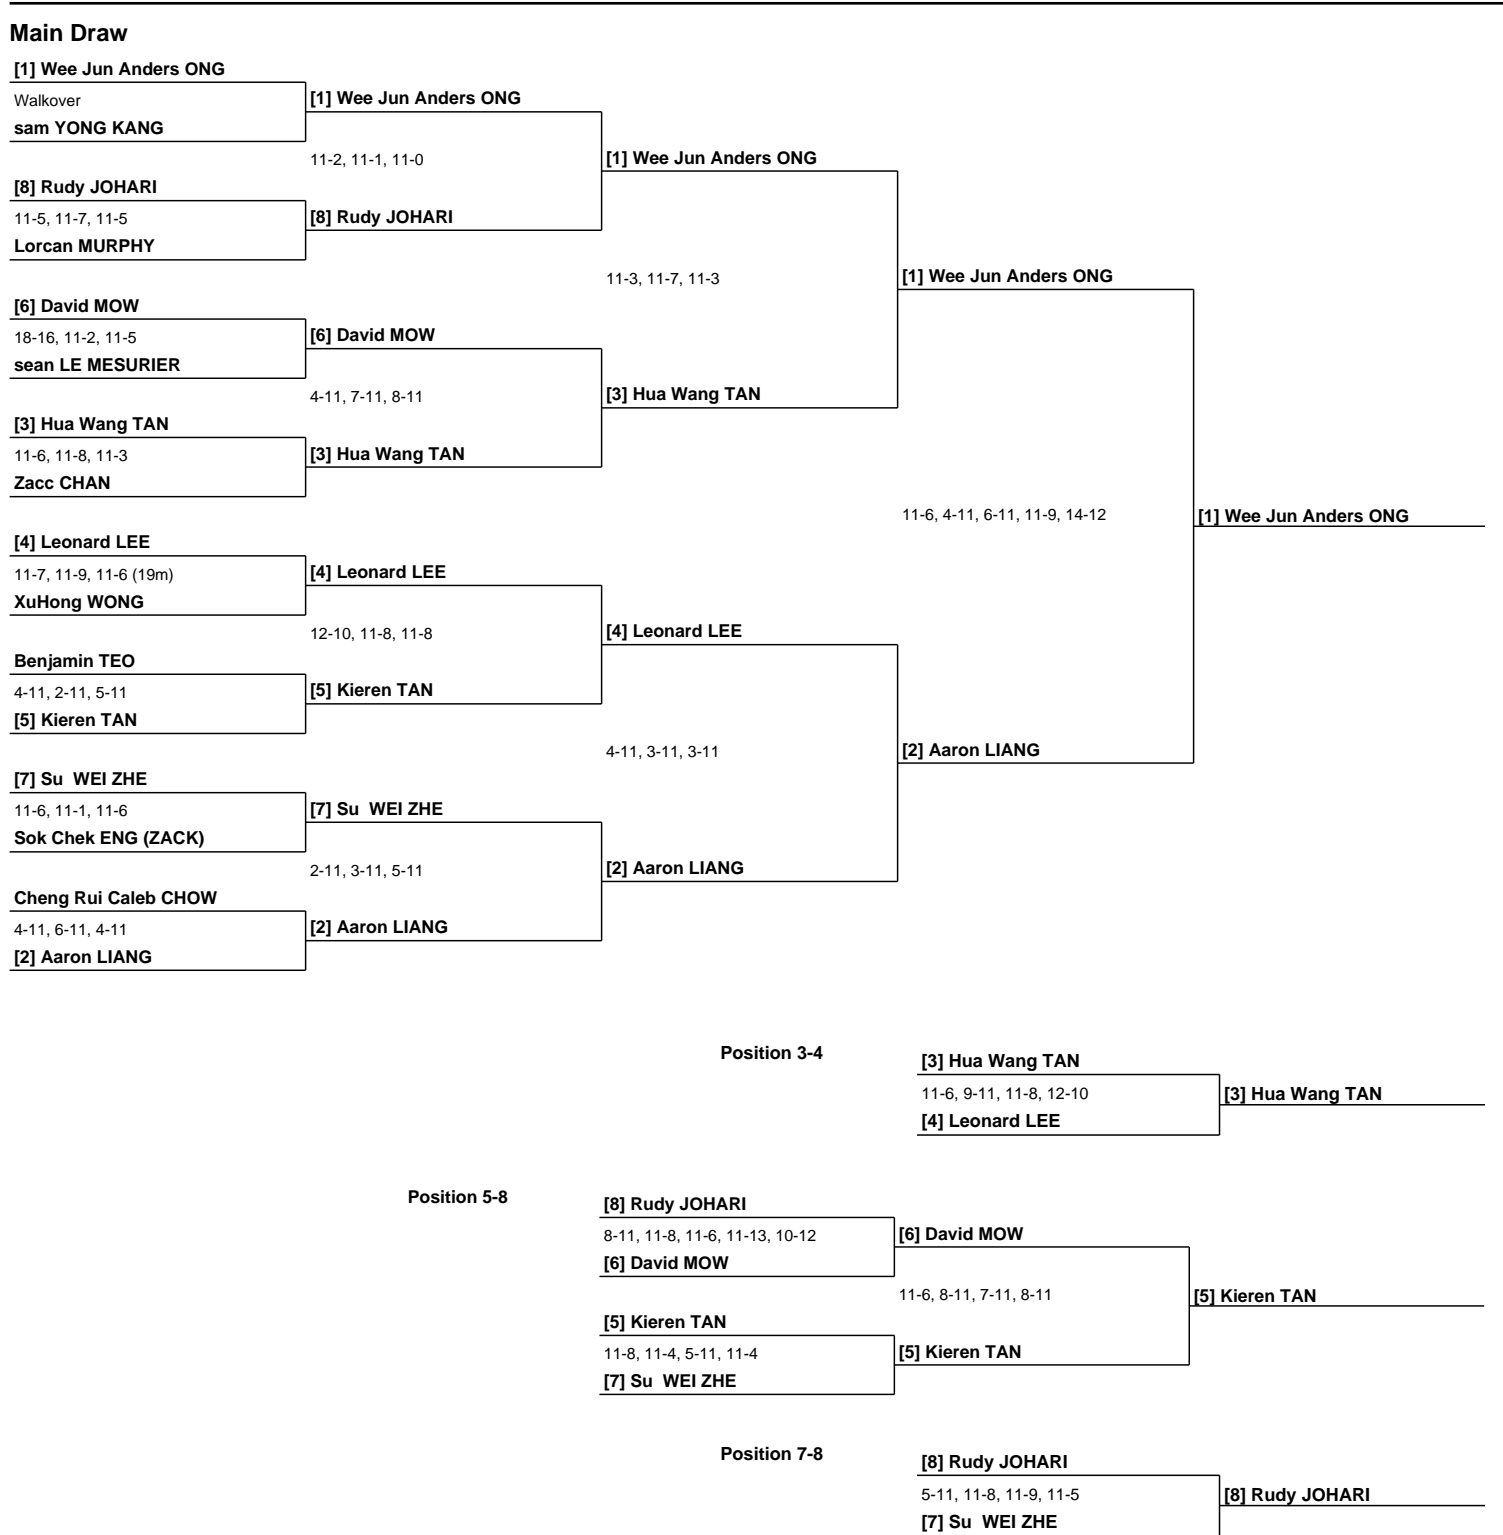 Main Draw
[1] Wee Jun Anders ONG
Walkover
sam YONG KANG
[1] Wee Jun Anders ONG
11-2, 11-1, 11-0
[1] Wee Jun Anders ONG
[8] Rudy JOHARI
11-5, 11-7, 11-5
Lorcan MURPHY
[8] Rudy JOHARI
11-3, 11-7, 11-3
[1] Wee Jun Anders ONG
[6] David MOW
18-16, 11-2, 11-5
sean LE MESURIER
[6] David MOW
4-11, 7-11, 8-11
[3] Hua Wang TAN
[3] Hua Wang TAN
11-6, 11-8, 11-3
Zacc CHAN
[3] Hua Wang TAN
11-6, 4-11, 6-11, 11-9, 14-12
[1] Wee Jun Anders ONG
[4] Leonard LEE
11-7, 11-9, 11-6 (19m)
XuHong WONG
[4] Leonard LEE
12-10, 11-8, 11-8
[4] Leonard LEE
Benjamin TEO
4-11, 2-11, 5-11
[5] Kieren TAN
[5] Kieren TAN
4-11, 3-11, 3-11
[2] Aaron LIANG
[7] Su  WEI ZHE
11-6, 11-1, 11-6
Sok Chek ENG (ZACK)
[7] Su  WEI ZHE
2-11, 3-11, 5-11
[2] Aaron LIANG
Cheng Rui Caleb CHOW
4-11, 6-11, 4-11
[2] Aaron LIANG
[2] Aaron LIANG
Position 3-4
[3] Hua Wang TAN
11-6, 9-11, 11-8, 12-10
[4] Leonard LEE
[3] Hua Wang TAN
Position 5-8
[8] Rudy JOHARI
8-11, 11-8, 11-6, 11-13, 10-12
[6] David MOW
[6] David MOW
11-6, 8-11, 7-11, 8-11
[5] Kieren TAN
[5] Kieren TAN
11-8, 11-4, 5-11, 11-4
[7] Su  WEI ZHE
[5] Kieren TAN
Position 7-8
[8] Rudy JOHARI
5-11, 11-8, 11-9, 11-5
[7] Su  WEI ZHE
[8] Rudy JOHARI